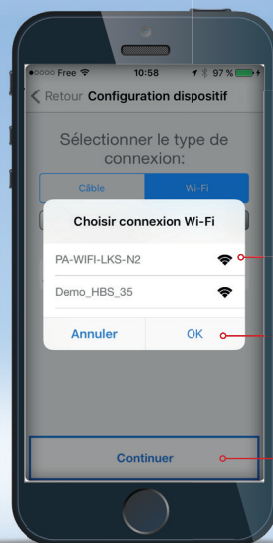 Free 10:58 97 %
Retour Configuration dispositif
Sélectionner le type de
connexion:
Câble Wi-Fi
Choisir connexion Wi-Fi
PA-WIFI-LKS-N2
Demo_HBS_35
Annuler OK
Continuer